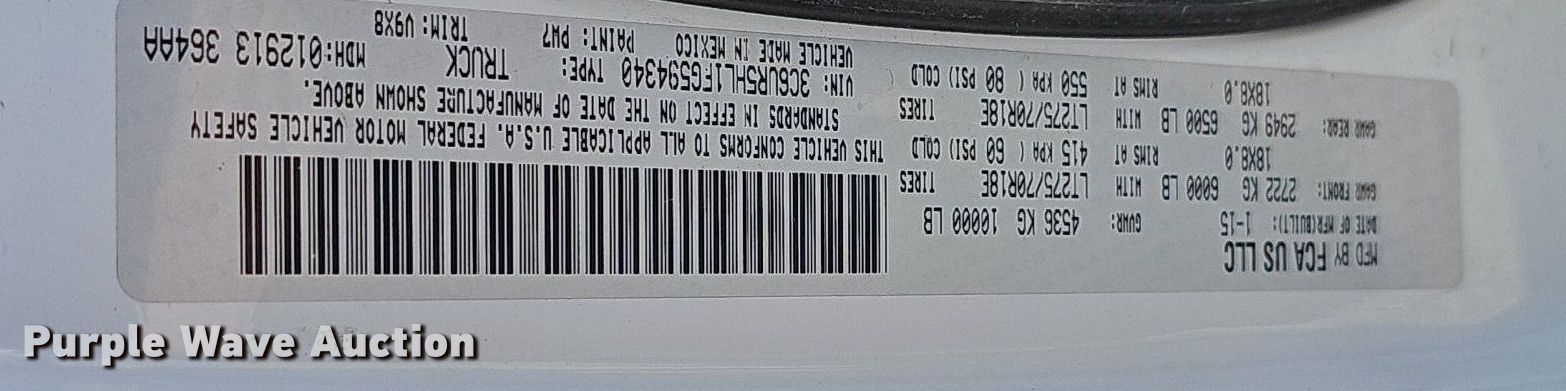 MFD BY FCA US LLC
DATE OF MFR(BUILT): 1-15 GVWR: 4536 KG 10000 LB
GAWR FRONT: 2722 KG 6000 LB WITH LT275/70R18E TIRES
18X8.0 RIMS AT 415 KPA ( 60 PSI) COLD
GAWR REAR: 2949 KG 6500 LB WITH LT275/70R18E TIRES
18X8.0 RIMS AT 550 KPA ( 80 PSI) COLD
THIS VEHICLE CONFORMS TO ALL APPLICABLE U.S.A. FEDERAL MOTOR VEHICLE SAFETY
STANDARDS IN EFFECT ON THE DATE OF MANUFACTURE SHOWN ABOVE.
VIN: 3C6UR5HL1FG594340 TYPE: TRUCK MDH:012913 364AA
VEHICLE MADE IN MEXICO PAINT: PW7 TRIM: V9X8
Purple Wave Auction